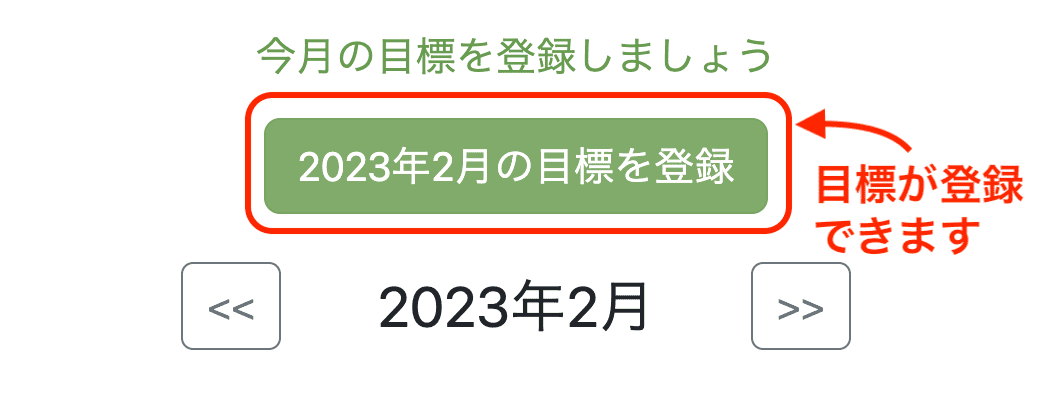 今月の目標を登録しましょう
2023年2月の目標を登録
目標が登録
できます
<<
2023年2月
>>